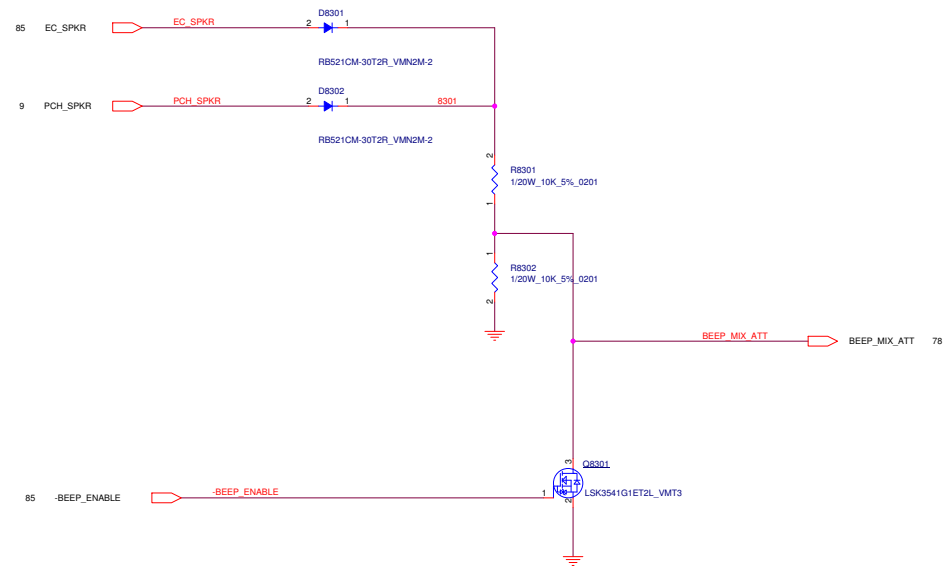 D8301
85 EC_SPKR EC_SPKR 2 1
RB521CM-30T2R_VMN2M-2
D8302
9 PCH_SPKR PCH_SPKR 2 1 8301
RB521CM-30T2R_VMN2M-2
2
R8301
1/20W_10K_5%_0201
1
1
R8302
1/20W_10K_5%_0201
2
BEEP_MIX_ATT BEEP_MIX_ATT 78
3 Q8301
85 -BEEP_ENABLE -BEEP_ENABLE 1 LSK3541G1ET2L_VMT3
2